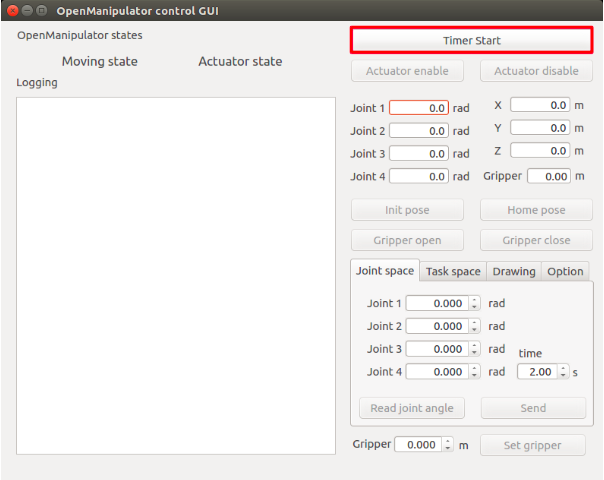 OpenManipulator control GUI
OpenManipulator states
Moving state Actuator state
Logging
Timer Start
Actuator enable Actuator disable
Joint 1 0.0 rad X 0.0 m
Joint 2 0.0 rad Y 0.0 m
Joint 3 0.0 rad Z 0.0 m
Joint 4 0.0 rad Gripper 0.00 m
Init pose Home pose
Gripper open Gripper close
Joint space Task space Drawing Option
Joint 1 0.000 rad
Joint 2 0.000 rad
Joint 3 0.000 rad time
Joint 4 0.000 rad 2.00 s
Read joint angle Send
Gripper 0.000 m Set gripper